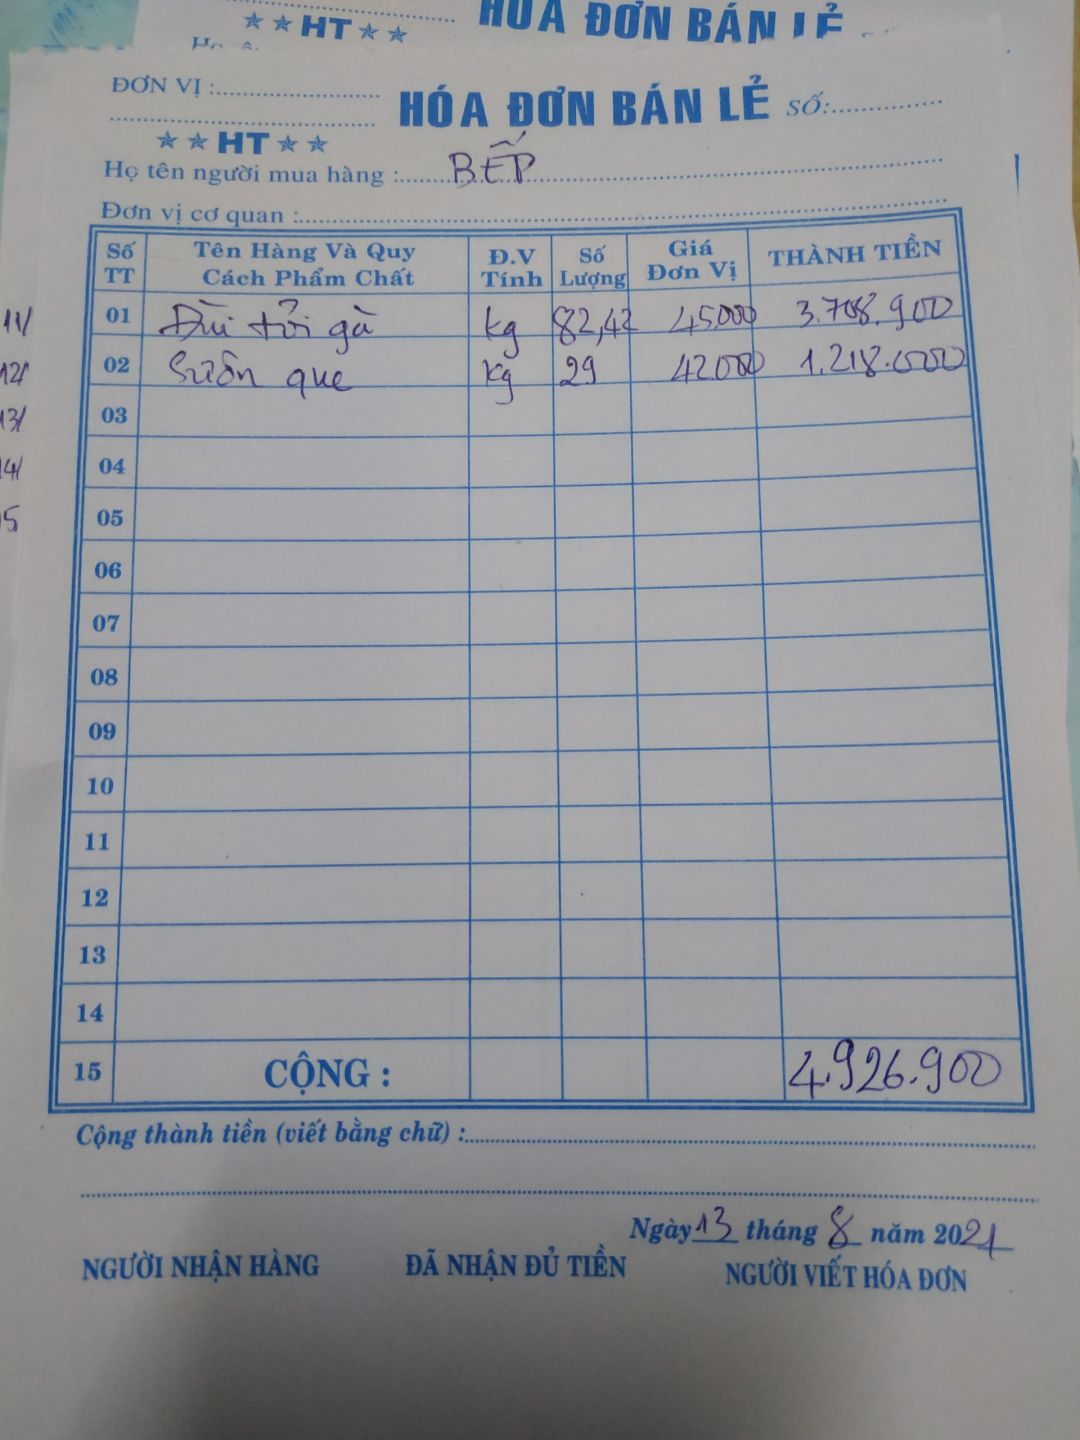 ★ ★ HT ★ ★ HÓA ĐƠN BÁN LẺ
ĐƠN VỊ :
HÓA ĐƠN BÁN LẺ SỐ:
★ ★ HT ★ ★
Họ tên người mua hàng : BẾP
Đơn vị cơ quan :
Số TT Tên Hàng Và Quy Cách Phẩm Chất Đ.V Tính Số Lượng Giá Đơn Vị THÀNH TIỀN
11/
01 Đùi tỏi gà kg 82,42 45000 3.708.900
12/
02 Sườn que kg 29 42000 1.218.000
13/
03
14/
04
15
05
06
07
08
09
10
11
12
13
14
15 CỘNG : 4.926.900
Cộng thành tiền (viết bằng chữ) :
Ngày 13 tháng 8 năm 2021
NGƯỜI NHẬN HÀNG ĐÃ NHẬN ĐỦ TIỀN NGƯỜI VIẾT HÓA ĐƠN